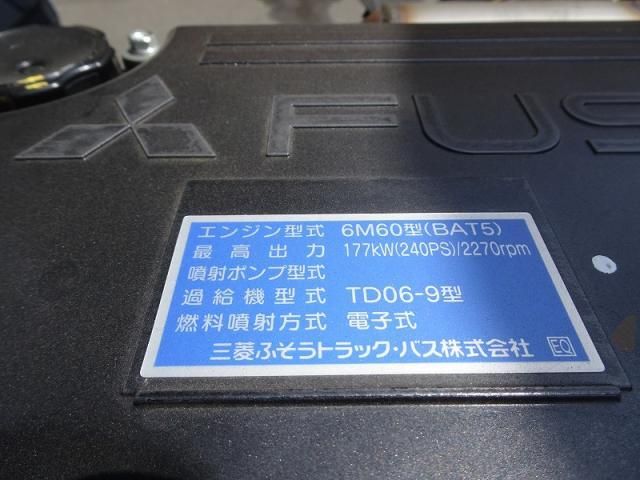 FUS
エンジン型式 6M60型(BAT5)
最高出力 177kW(240PS)/2270rpm
噴射ポンプ型式
過給機型式 TD06-9型
燃料噴射方式 電子式
三菱ふそうトラック・バス株式会社 EQ